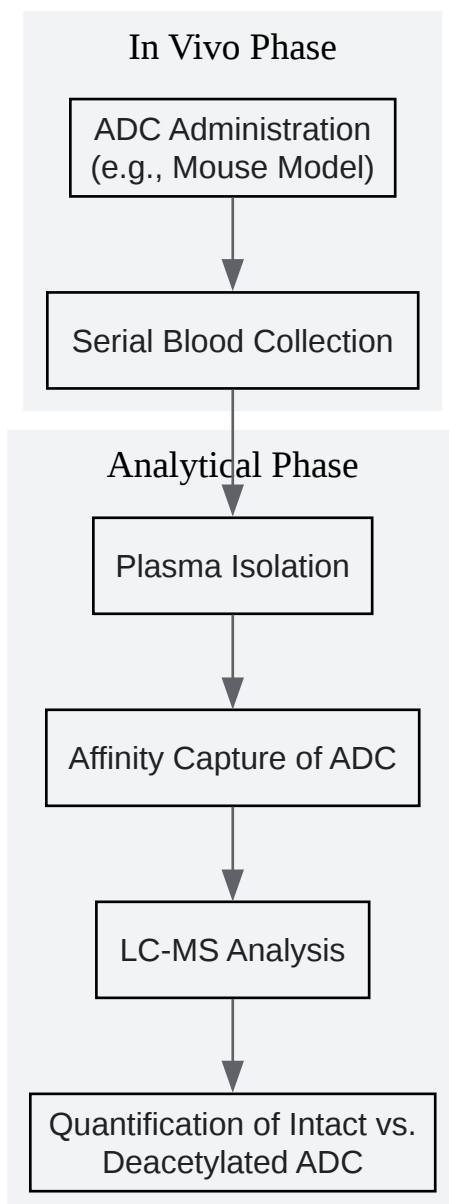 In Vivo Phase
ADC Administration
(e.g., Mouse Model)
Serial Blood Collection
Analytical Phase
Plasma Isolation
Affinity Capture of ADC
LC-MS Analysis
Quantification of Intact vs.
Deacetylated ADC